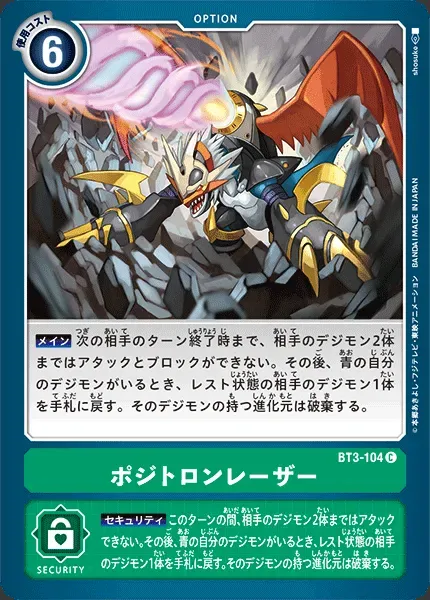 使用コスト
6
OPTION
shosuke
メイン 次の相手のターン終了時まで、相手のデジモン2体
まではアタックとブロックができない。その後、青の自分
のデジモンがいるとき、レスト状態の相手のデジモン1体
を手札に戻す。そのデジモンの持つ進化元は破棄する。
©本郷あきよし・フジテレビ・東映アニメーション BANDAI MADE IN JAPAN
BT3-104 C
ポジトロンレーザー
セキュリティ このターンの間、相手のデジモン2体まではアタック
できない。その後、青の自分のデジモンがいるとき、レスト状態の相手
のデジモン1体を手札に戻す。そのデジモンの持つ進化元は破棄する。
SECURITY